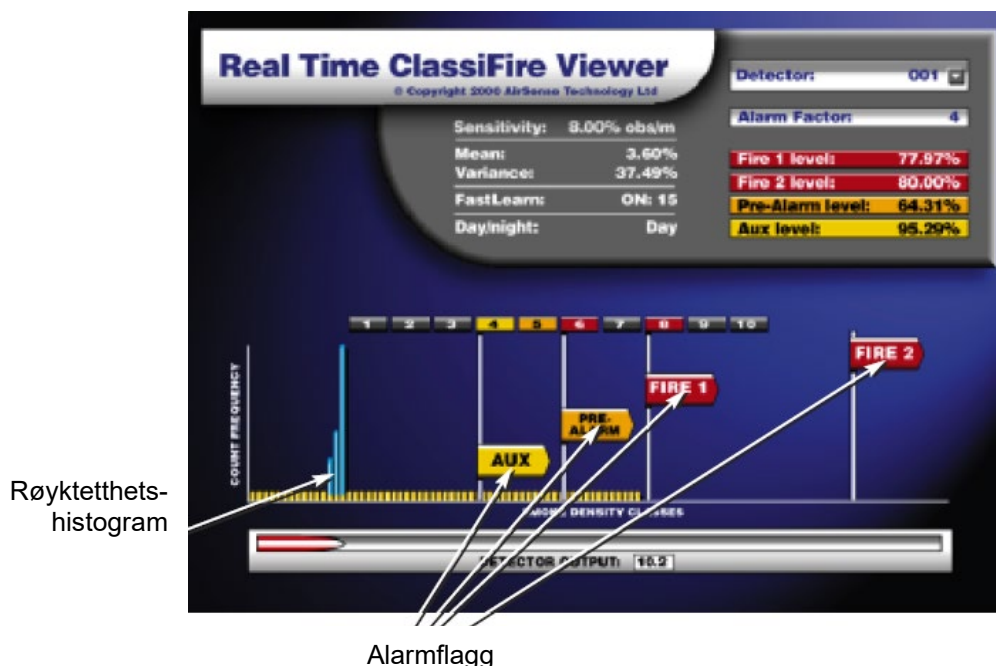 Real Time ClassiFire Viewer
© Copyright 2000 AirSense Technology Ltd
Detector: 001
Alarm Factor: 4
Sensitivity: 8.00% obs/m
Mean: 3.60%
Variance: 37.49%
FastLearn: ON: 15
Day/night: Day
Fire 1 level: 77.97%
Fire 2 level: 80.00%
Pre-Alarm level: 64.31%
Aux level: 95.29%
1 2 3 4 5 6 7 8 9 10
FIRE 2
FIRE 1
PRE-
ALARM
AUX
COUNT FREQUENCY
SMOKE DENSITY CLASSES
DETECTOR OUTPUT: 10.2
Røyktetthets-
histogram
Alarmflagg